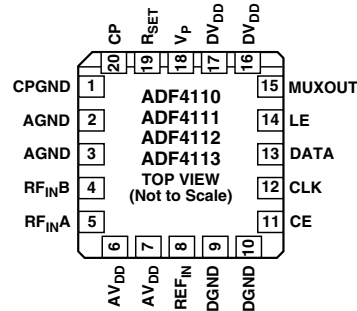 CP
RSET
VP
DVDD
DVDD
20
19
18
17
16
CPGND 1
AGND 2
AGND 3
RFINB 4
RFINA 5
ADF4110
ADF4111
ADF4112
ADF4113
TOP VIEW
(Not to Scale)
15 MUXOUT
14 LE
13 DATA
12 CLK
11 CE
6
7
8
9
10
AVDD
AVDD
REFIN
DGND
DGND